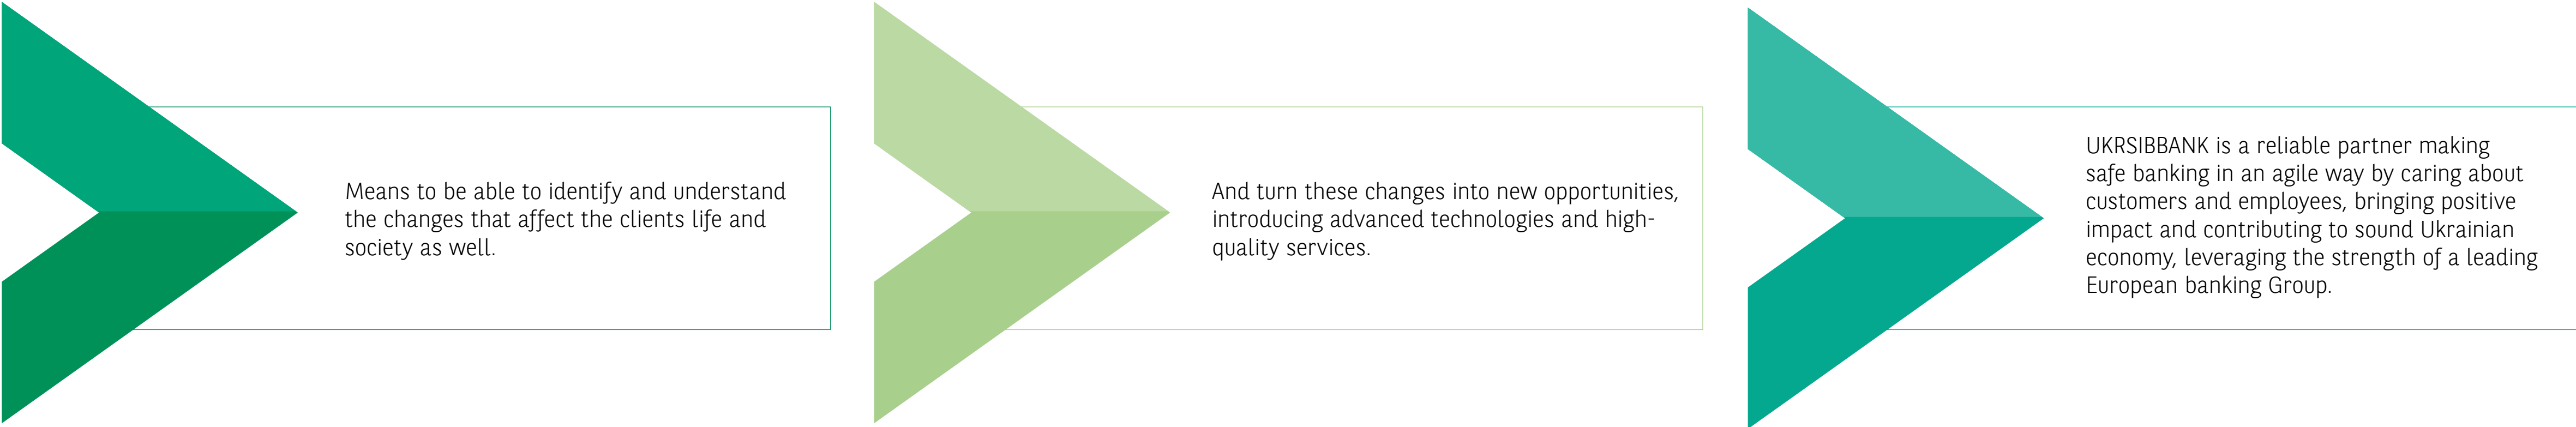 Means to be able to identify and understand
the changes that affect the clients life and
society as well.
And turn these changes into new opportunities,
introducing advanced technologies and high-
quality services.
UKRSIBBANK is a reliable partner making
safe banking in an agile way by caring about
customers and employees, bringing positive
impact and contributing to sound Ukrainian
economy, leveraging the strength of a leading
European banking Group.